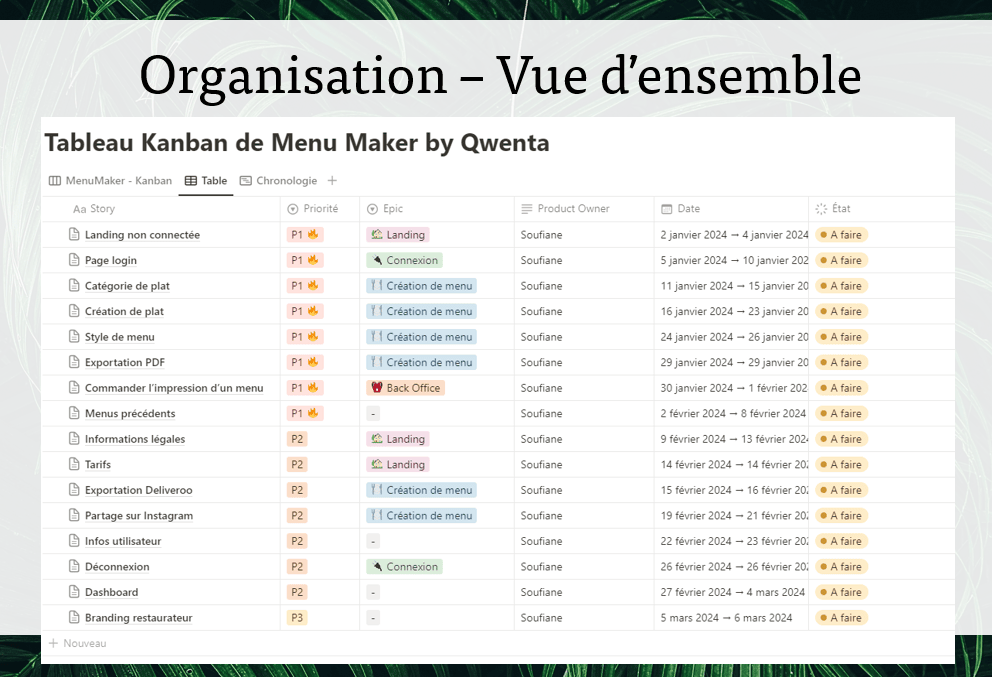 Organisation – Vue d’ensemble
Tableau Kanban de Menu Maker by Qwenta
MenuMaker - Kanban Table Chronologie +
Aa Story Priorité Epic Product Owner Date État
Landing non connectée P1 Landing Soufiane 2 janvier 2024 → 4 janvier 2024 A faire
Page login P1 Connexion Soufiane 5 janvier 2024 → 10 janvier 202 A faire
Catégorie de plat P1 Création de menu Soufiane 11 janvier 2024 → 15 janvier 20 A faire
Création de plat P1 Création de menu Soufiane 16 janvier 2024 → 23 janvier 20 A faire
Style de menu P1 Création de menu Soufiane 24 janvier 2024 → 26 janvier 20 A faire
Exportation PDF P1 Création de menu Soufiane 29 janvier 2024 → 29 janvier 20 A faire
Commander l’impression d’un menu P1 Back Office Soufiane 30 janvier 2024 → 1 février 202 A faire
Menus précédents P1 - Soufiane 2 février 2024 → 8 février 2024 A faire
Informations légales P2 Landing Soufiane 9 février 2024 → 13 février 2024 A faire
Tarifs P2 Landing Soufiane 14 février 2024 → 14 février 202 A faire
Exportation Deliveroo P2 Création de menu Soufiane 15 février 2024 → 16 février 202 A faire
Partage sur Instagram P2 Création de menu Soufiane 19 février 2024 → 21 février 202 A faire
Infos utilisateur P2 - Soufiane 22 février 2024 → 23 février 202 A faire
Déconnexion P2 Connexion Soufiane 26 février 2024 → 26 février 202 A faire
Dashboard P2 - Soufiane 27 février 2024 → 4 mars 2024 A faire
Branding restaurateur P3 - Soufiane 5 mars 2024 → 6 mars 2024 A faire
+ Nouveau